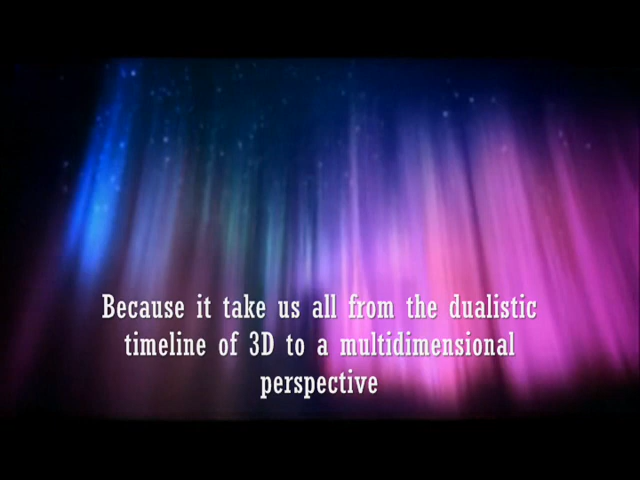 Because it take us all from the dualistic
timeline of 3D to a multidimensional
perspective